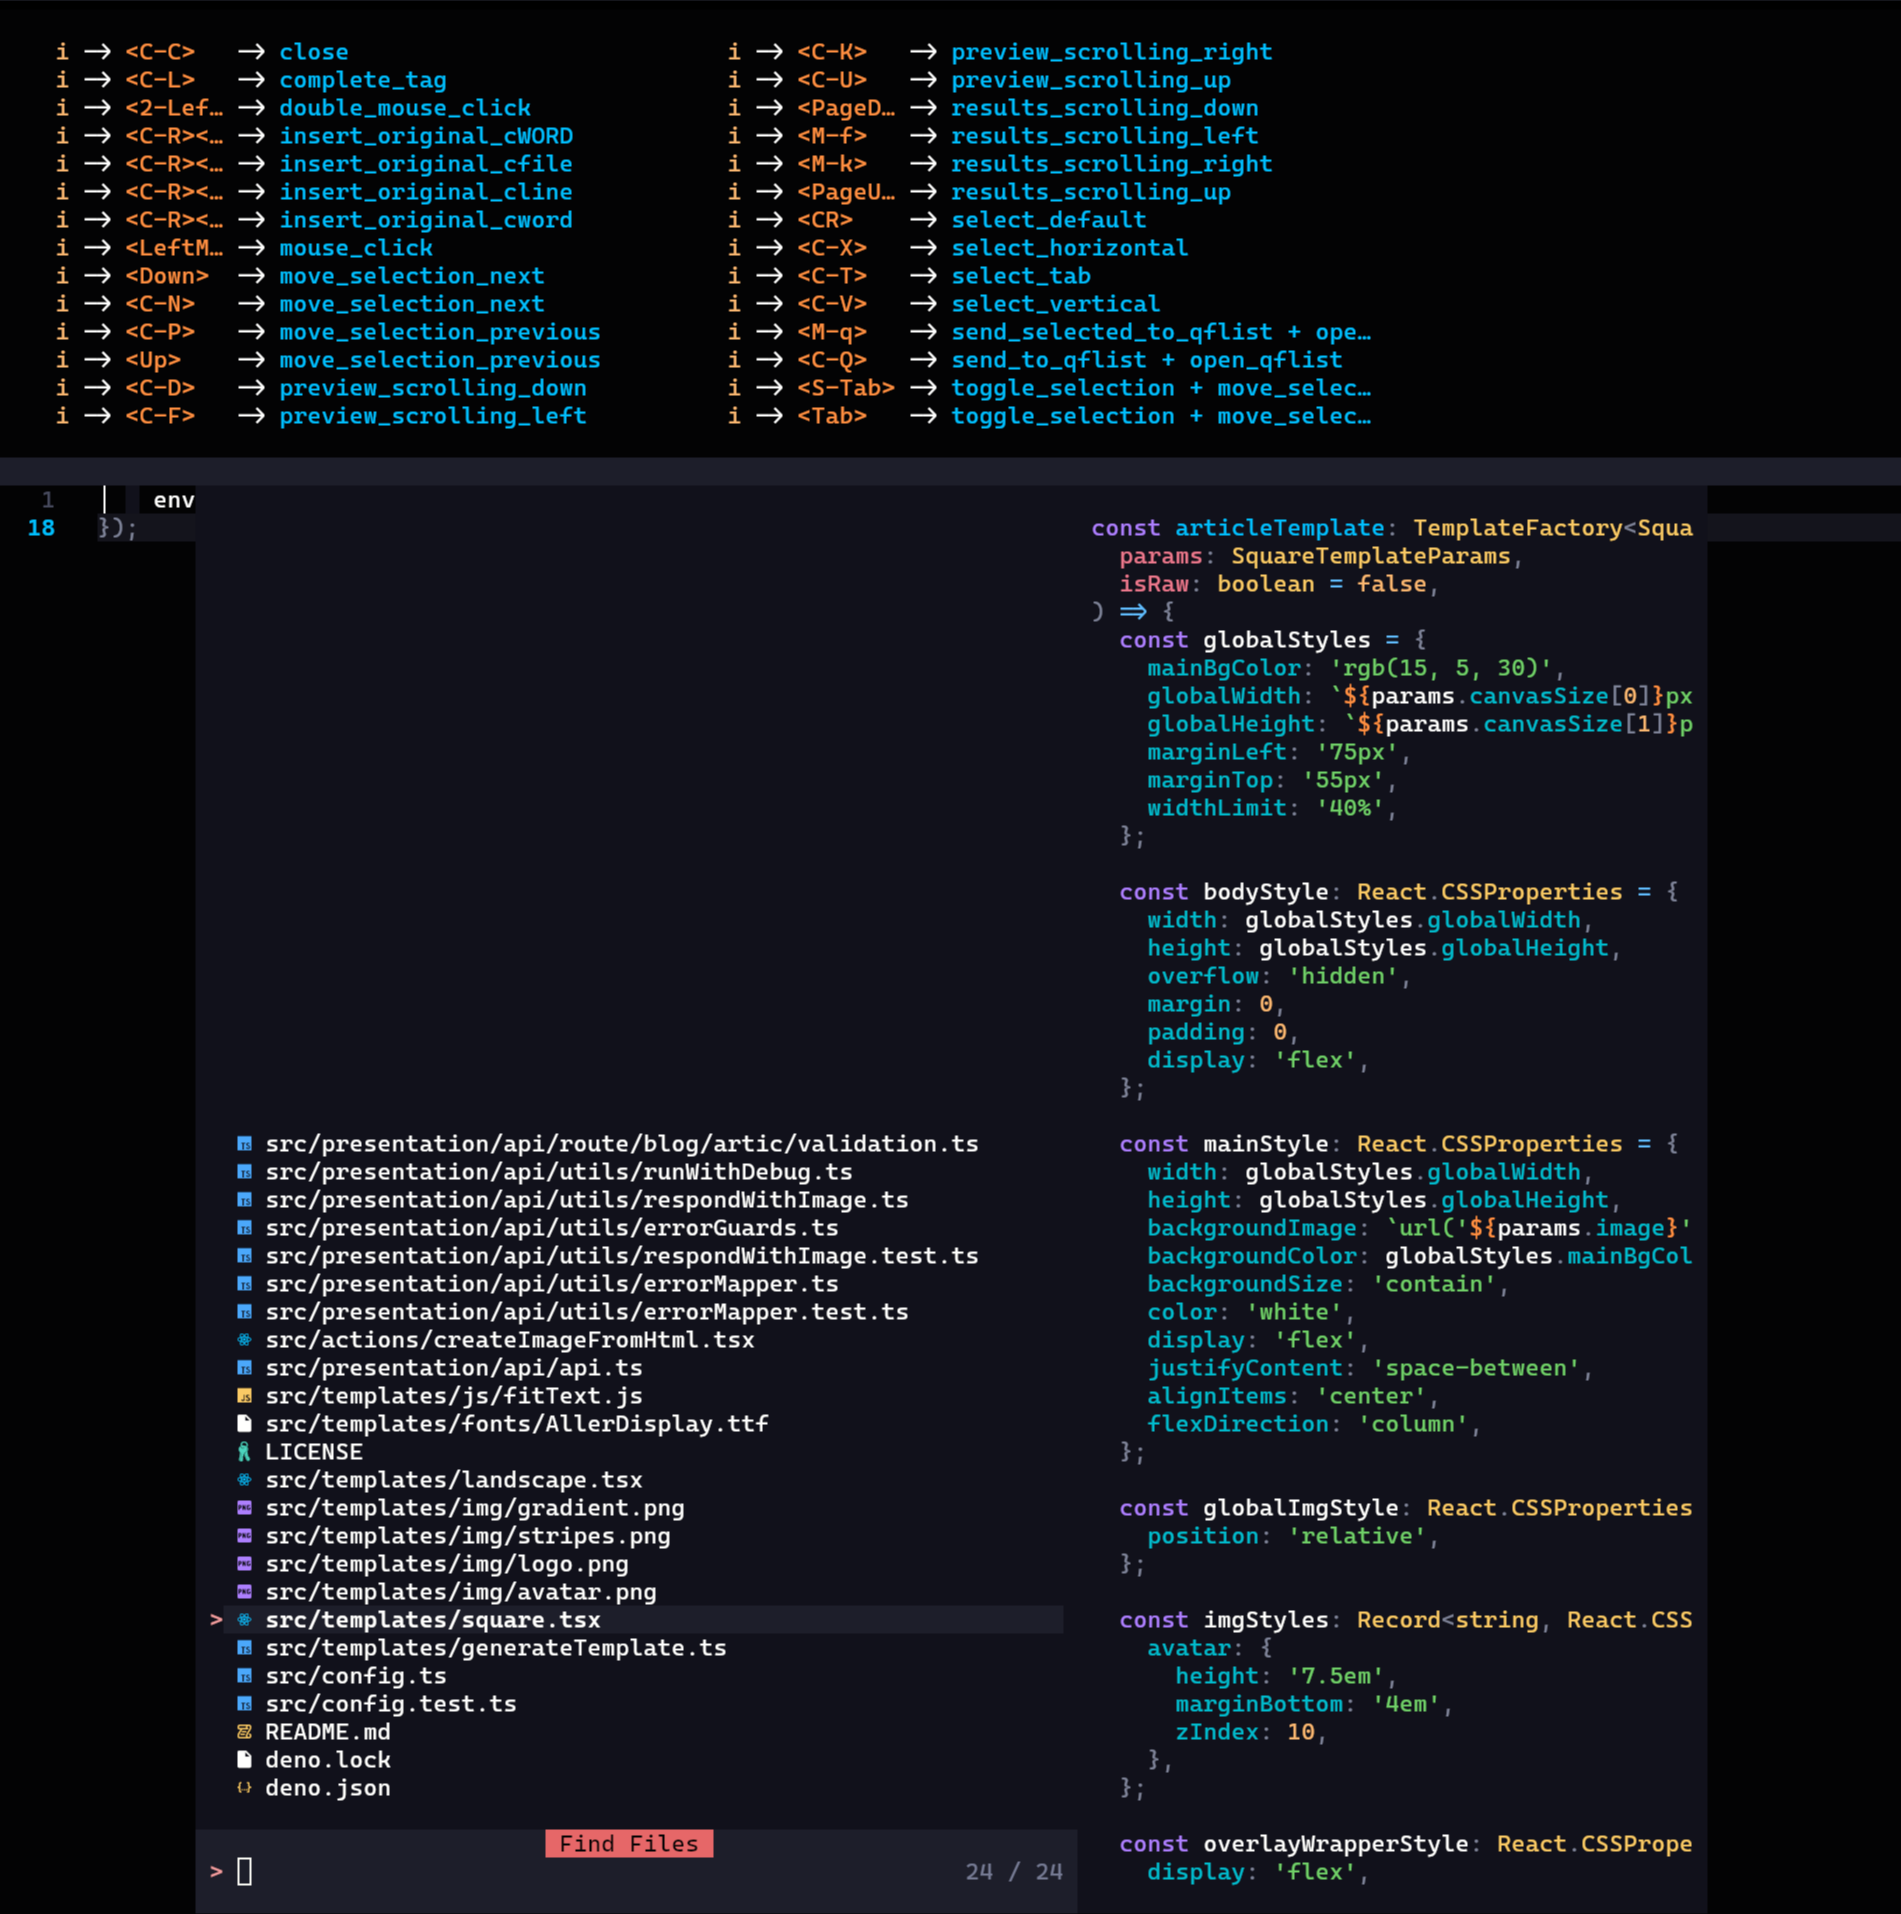 i → <C-C> → close
i → <C-L> → complete_tag
i → <2-Lef… → double_mouse_click
i → <C-R><… → insert_original_cWORD
i → <C-R><… → insert_original_cfile
i → <C-R><… → insert_original_cline
i → <C-R><… → insert_original_cword
i → <LeftM… → mouse_click
i → <Down> → move_selection_next
i → <C-N> → move_selection_next
i → <C-P> → move_selection_previous
i → <Up> → move_selection_previous
i → <C-D> → preview_scrolling_down
i → <C-F> → preview_scrolling_left
i → <C-K> → preview_scrolling_right
i → <C-U> → preview_scrolling_up
i → <PageD… → results_scrolling_down
i → <M-f> → results_scrolling_left
i → <M-k> → results_scrolling_right
i → <PageU… → results_scrolling_up
i → <CR> → select_default
i → <C-X> → select_horizontal
i → <C-T> → select_tab
i → <C-V> → select_vertical
i → <M-q> → send_selected_to_qflist + ope…
i → <C-Q> → send_to_qflist + open_qflist
i → <S-Tab> → toggle_selection + move_selec…
i → <Tab> → toggle_selection + move_selec…
1 env
18 });
src/presentation/api/route/blog/artic/validation.ts
src/presentation/api/utils/runWithDebug.ts
src/presentation/api/utils/respondWithImage.ts
src/presentation/api/utils/errorGuards.ts
src/presentation/api/utils/respondWithImage.test.ts
src/presentation/api/utils/errorMapper.ts
src/presentation/api/utils/errorMapper.test.ts
src/actions/createImageFromHtml.tsx
src/presentation/api/api.ts
src/templates/js/fitText.js
src/templates/fonts/AllerDisplay.ttf
LICENSE
src/templates/landscape.tsx
src/templates/img/gradient.png
src/templates/img/stripes.png
src/templates/img/logo.png
src/templates/img/avatar.png
> src/templates/square.tsx
src/templates/generateTemplate.ts
src/config.ts
src/config.test.ts
README.md
deno.lock
deno.json
Find Files
> 24 / 24
const articleTemplate: TemplateFactory<Squa
params: SquareTemplateParams,
isRaw: boolean = false,
) => {
const globalStyles = {
mainBgColor: 'rgb(15, 5, 30)',
globalWidth: `${params.canvasSize[0]}px
globalHeight: `${params.canvasSize[1]}p
marginLeft: '75px',
marginTop: '55px',
widthLimit: '40%',
};
const bodyStyle: React.CSSProperties = {
width: globalStyles.globalWidth,
height: globalStyles.globalHeight,
overflow: 'hidden',
margin: 0,
padding: 0,
display: 'flex',
};
const mainStyle: React.CSSProperties = {
width: globalStyles.globalWidth,
height: globalStyles.globalHeight,
backgroundImage: `url('${params.image}'
backgroundColor: globalStyles.mainBgCol
backgroundSize: 'contain',
color: 'white',
display: 'flex',
justifyContent: 'space-between',
alignItems: 'center',
flexDirection: 'column',
};
const globalImgStyle: React.CSSProperties
position: 'relative',
};
const imgStyles: Record<string, React.CSS
avatar: {
height: '7.5em',
marginBottom: '4em',
zIndex: 10,
},
};
const overlayWrapperStyle: React.CSSPrope
display: 'flex',